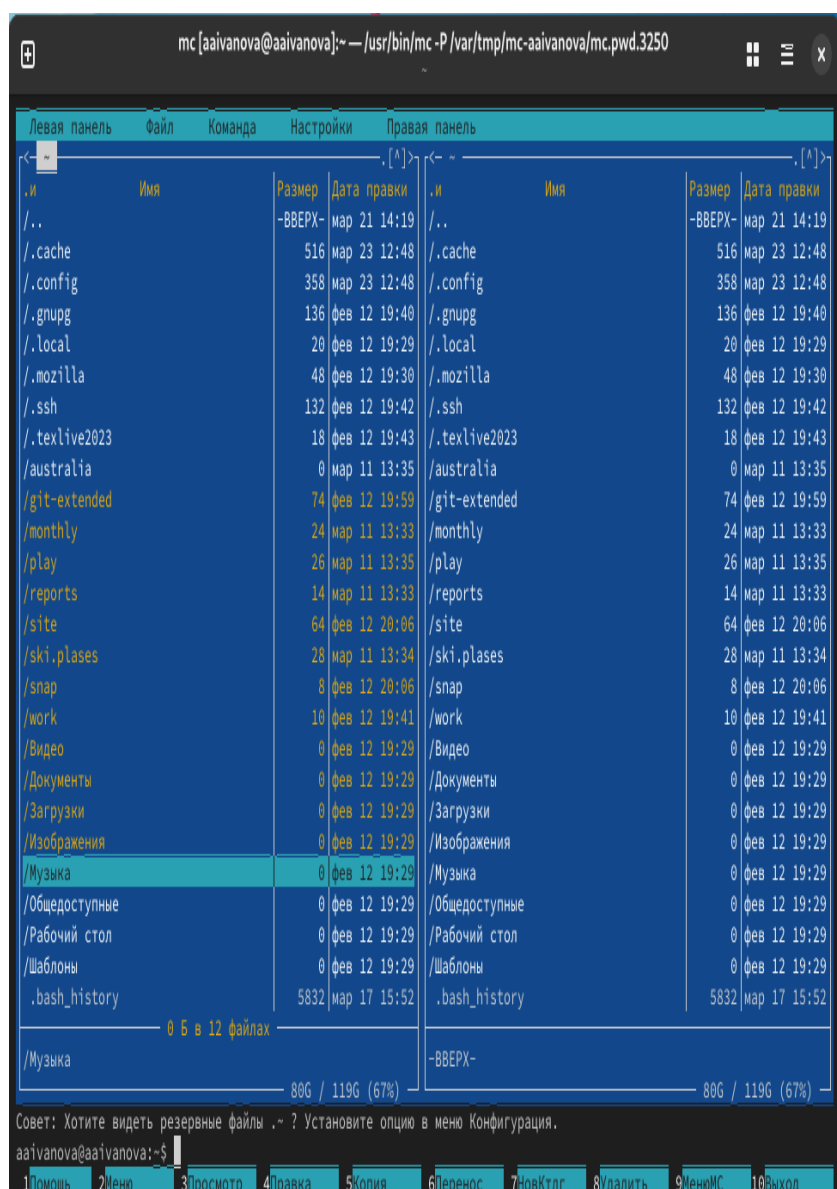 mc [aaivanova@aaivanova]:~ — /usr/bin/mc -P /var/tmp/mc-aaivanova/mc.pwd.3250
~
Левая панель Файл Команда Настройки Правая панель
<- ~ .[^]> <- ~ .[^]>
.и Имя Размер Дата правки .и Имя Размер Дата правки
/.. -ВВЕРХ- мар 21 14:19 /.. -ВВЕРХ- мар 21 14:19
/.cache 516 мар 23 12:48 /.cache 516 мар 23 12:48
/.config 358 мар 23 12:48 /.config 358 мар 23 12:48
/.gnupg 136 фев 12 19:40 /.gnupg 136 фев 12 19:40
/.local 20 фев 12 19:29 /.local 20 фев 12 19:29
/.mozilla 48 фев 12 19:30 /.mozilla 48 фев 12 19:30
/.ssh 132 фев 12 19:42 /.ssh 132 фев 12 19:42
/.texlive2023 18 фев 12 19:43 /.texlive2023 18 фев 12 19:43
/australia 0 мар 11 13:35 /australia 0 мар 11 13:35
/git-extended 74 фев 12 19:59 /git-extended 74 фев 12 19:59
/monthly 24 мар 11 13:33 /monthly 24 мар 11 13:33
/play 26 мар 11 13:35 /play 26 мар 11 13:35
/reports 14 мар 11 13:33 /reports 14 мар 11 13:33
/site 64 фев 12 20:06 /site 64 фев 12 20:06
/ski.plases 28 мар 11 13:34 /ski.plases 28 мар 11 13:34
/snap 8 фев 12 20:06 /snap 8 фев 12 20:06
/work 10 фев 12 19:41 /work 10 фев 12 19:41
/Видео 0 фев 12 19:29 /Видео 0 фев 12 19:29
/Документы 0 фев 12 19:29 /Документы 0 фев 12 19:29
/Загрузки 0 фев 12 19:29 /Загрузки 0 фев 12 19:29
/Изображения 0 фев 12 19:29 /Изображения 0 фев 12 19:29
/Музыка 0 фев 12 19:29 /Музыка 0 фев 12 19:29
/Общедоступные 0 фев 12 19:29 /Общедоступные 0 фев 12 19:29
/Рабочий стол 0 фев 12 19:29 /Рабочий стол 0 фев 12 19:29
/Шаблоны 0 фев 12 19:29 /Шаблоны 0 фев 12 19:29
.bash_history 5832 мар 17 15:52 .bash_history 5832 мар 17 15:52
0 Б в 12 файлах
/Музыка -ВВЕРХ-
80G / 119G (67%) 80G / 119G (67%)
Совет: Хотите видеть резервные файлы .~ ? Установите опцию в меню Конфигурация.
aaivanova@aaivanova:~$
1Помощь 2Меню 3Просмотр 4Правка 5Копия 6Перенос 7НовКтлг 8Удалить 9МенюМС 10Выход